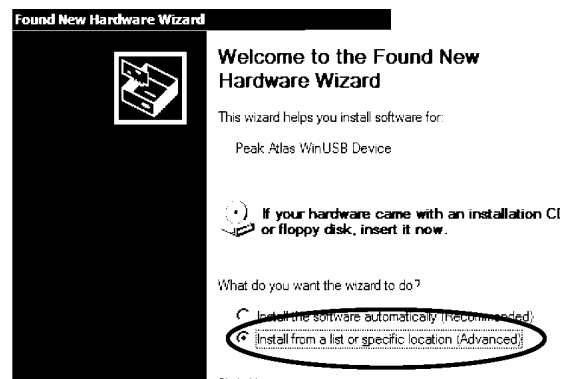 Found New Hardware Wizard
Welcome to the Found New
Hardware Wizard
This wizard helps you install software for:
Peak Atlas WinUSB Device
If your hardware came with an installation CD
or floppy disk, insert it now.
What do you want the wizard to do?
Install the software automatically (Recommended)
Install from a list or specific location (Advanced)